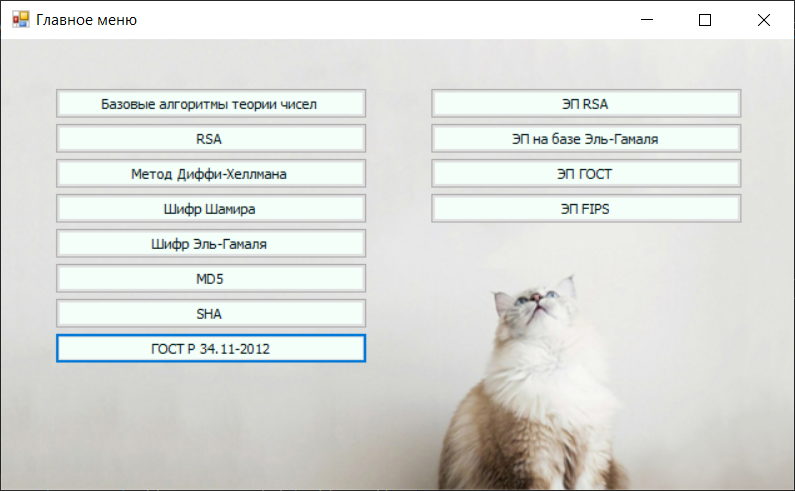 Главное меню
Базовые алгоритмы теории чисел
RSA
Метод Диффи-Хеллмана
Шифр Шамира
Шифр Эль-Гамаля
MD5
SHA
ГОСТ Р 34.11-2012
ЭП RSA
ЭП на базе Эль-Гамаля
ЭП ГОСТ
ЭП FIPS